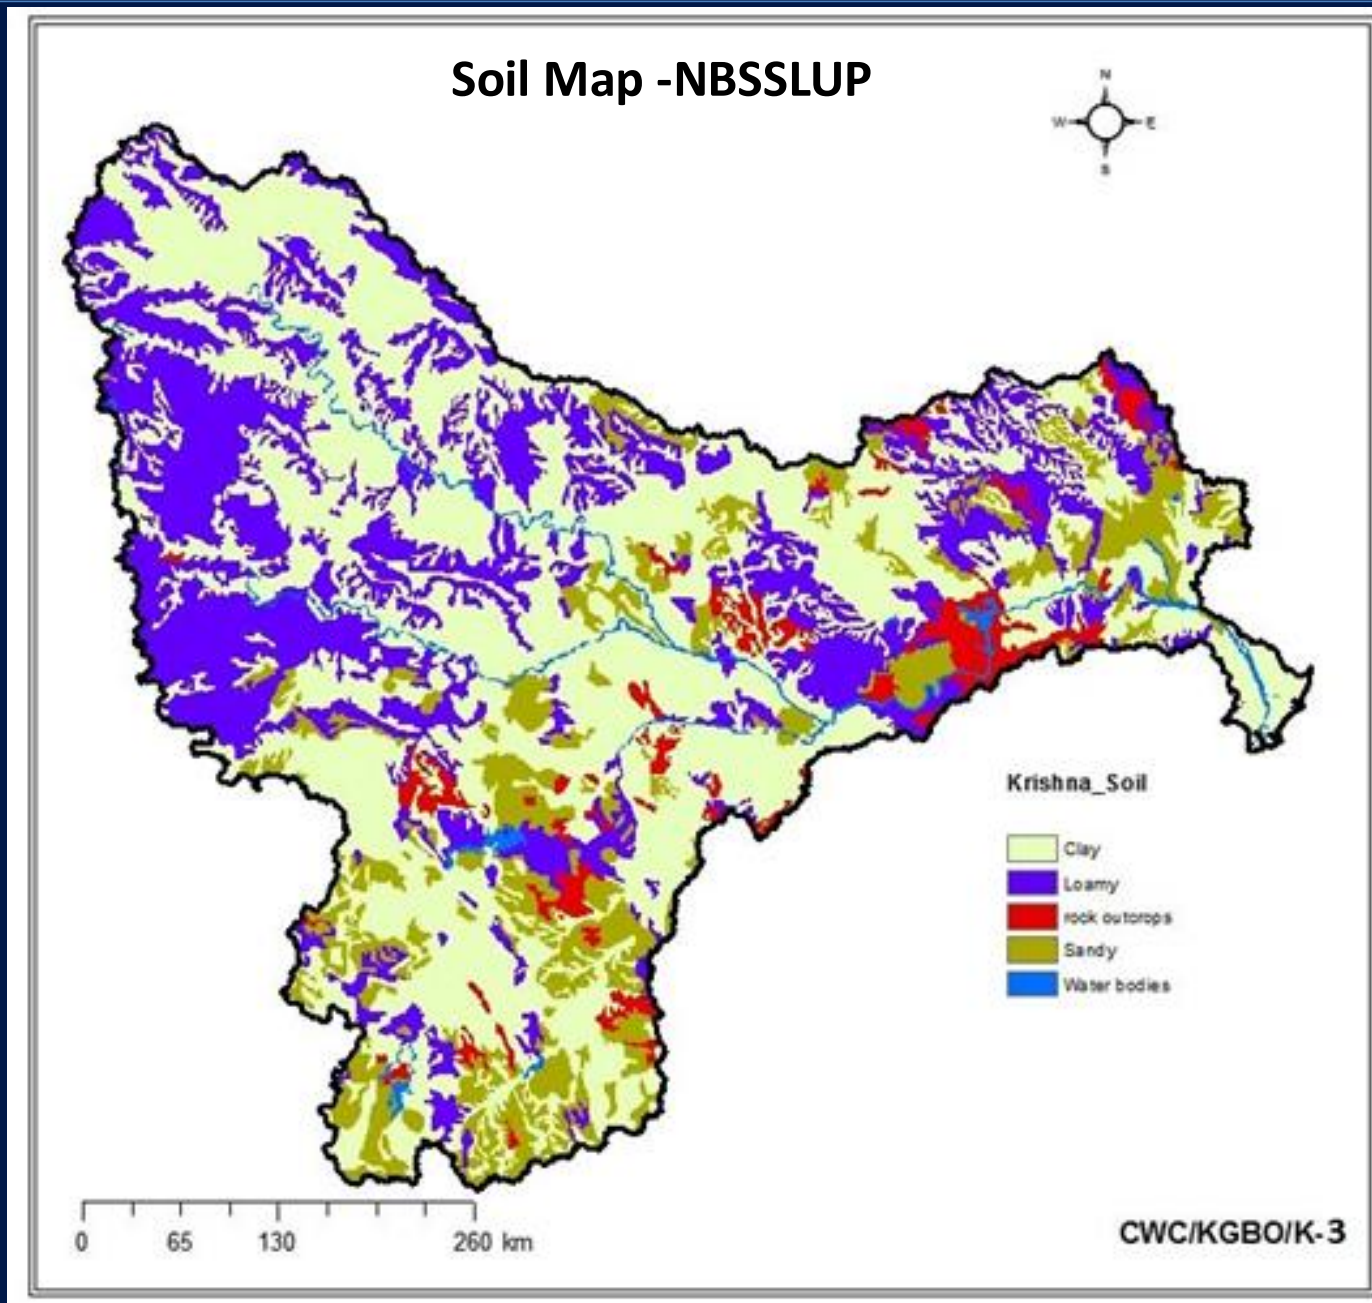 Soil Map -NBSSLUP
N
W E
S
Krishna_Soil
Clay
Loamy
rock outcrops
Sandy
Water bodies
0 65 130 260 km
CWC/KGBO/K-3